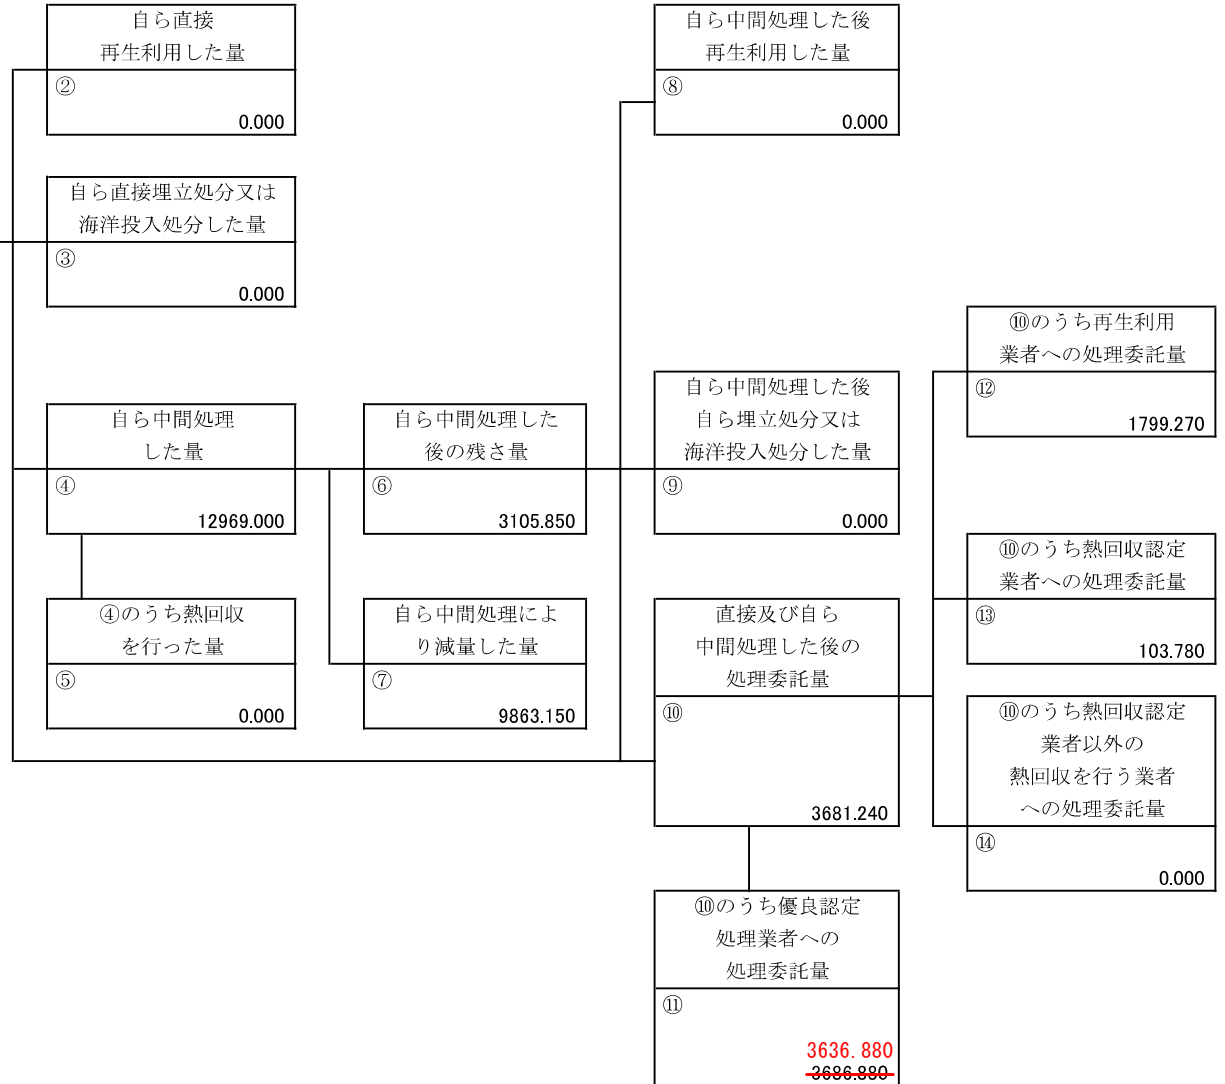 自ら直接
再生利用した量
②
0.000
自ら中間処理した後
再生利用した量
⑧
0.000
自ら直接埋立処分又は
海洋投入処分した量
③
0.000
⑩のうち再生利用
業者への処理委託量
⑫
1799.270
自ら中間処理
した量
④
12969.000
自ら中間処理した
後の残さ量
⑥
3105.850
自ら中間処理した後
自ら埋立処分又は
海洋投入処分した量
⑨
0.000
⑩のうち熱回収認定
業者への処理委託量
⑬
103.780
④のうち熱回収
を行った量
⑤
0.000
自ら中間処理によ
り減量した量
⑦
9863.150
直接及び自ら
中間処理した後の
処理委託量
⑩
3681.240
⑩のうち熱回収認定
業者以外の
熱回収を行う業者
への処理委託量
⑭
0.000
⑩のうち優良認定
処理業者への
処理委託量
⑪
3636.880
3686.880